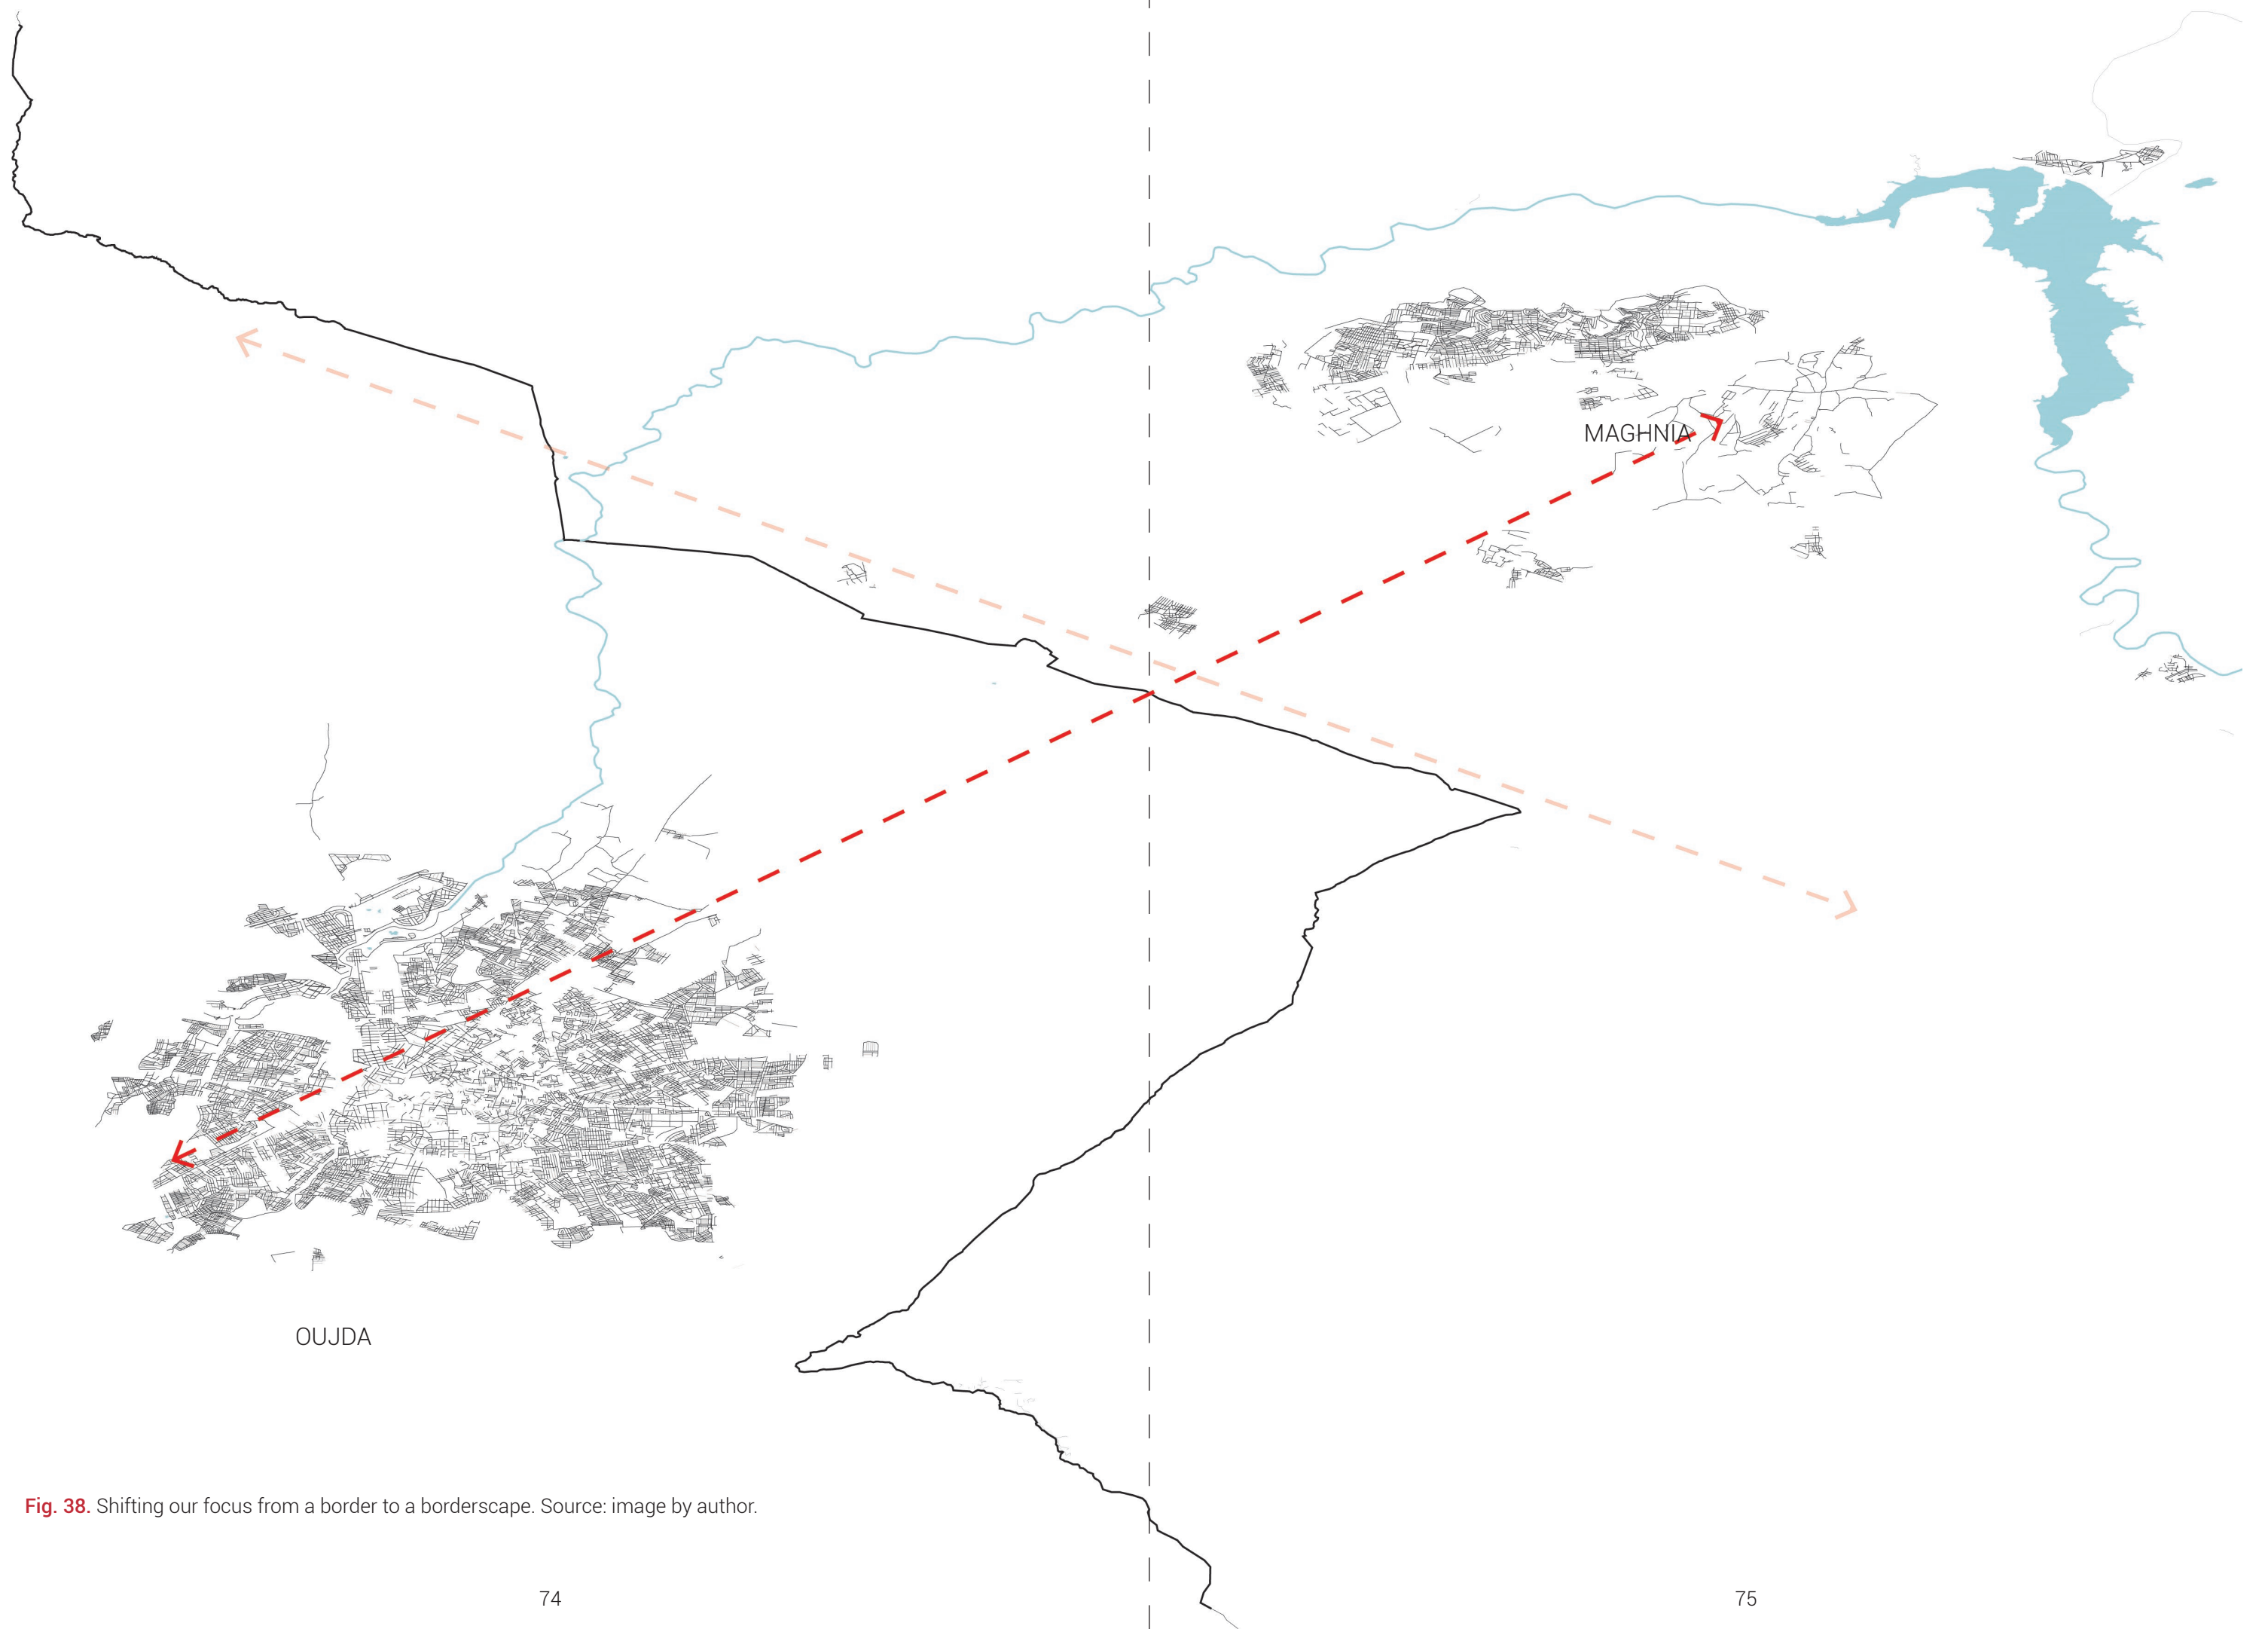 MAGHNIA
OUJDA
Fig. 38. Shifting our focus from a border to a borderscape. Source: image by author.
74
75